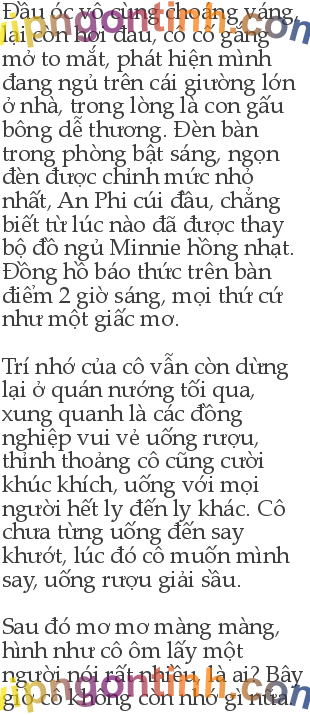 Đầu óc vô cùng choáng váng,
lại còn hơi đau, cô cố gắng
mở to mắt, phát hiện mình
đang ngủ trên cái giường lớn
ở nhà, trong lòng là con gấu
bông dễ thương. Đèn bàn
trong phòng bật sáng, ngọn
đèn được chỉnh mức nhỏ
nhất, An Phi cúi đầu, chẳng
biết từ lúc nào đã được thay
bộ đồ ngủ Minnie hồng nhạt.
Đồng hồ báo thức trên bàn
điểm 2 giờ sáng, mọi thứ cứ
như một giấc mơ.

Trí nhớ của cô vẫn còn dừng
lại ở quán nướng tối qua,
xung quanh là các đồng
nghiệp vui vẻ uống rượu,
thỉnh thoảng cô cũng cười
khúc khích, uống với mọi
người hết ly đến ly khác. Cô
chưa từng uống đến say
khướt, lúc đó cô muốn mình
say, uống rượu giải sầu.

Sau đó mơ mơ màng màng,
hình như cô ôm lấy một
người nói rất nhiều, là ai? Bây
giờ cô không còn nhớ gì nữa.
vipngontinh.com
vipngontinh.com